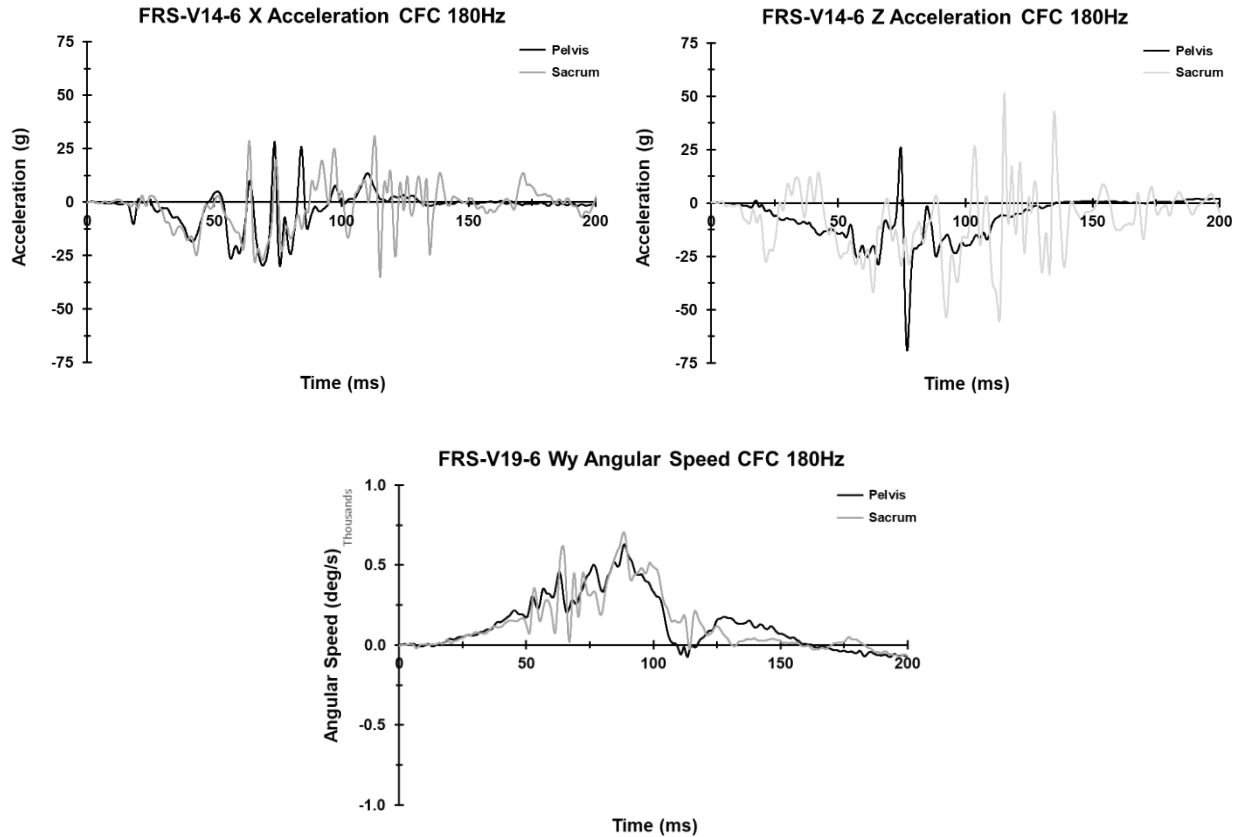 FRS-V14-6 X Acceleration CFC 180Hz
75
50
25
0
-25
-50
-75
0
50
100
150
200
Acceleration (g)
Time (ms)
Pelvis
Sacrum
FRS-V14-6 Z Acceleration CFC 180Hz
75
50
25
0
-25
-50
-75
0
50
100
150
200
Acceleration (g)
Time (ms)
Pelvis
Sacrum
FRS-V19-6 Wy Angular Speed CFC 180Hz
1.0
0.5
0.0
-0.5
-1.0
0
50
100
150
200
Thousands
Angular Speed (deg/s)
Time (ms)
Pelvis
Sacrum